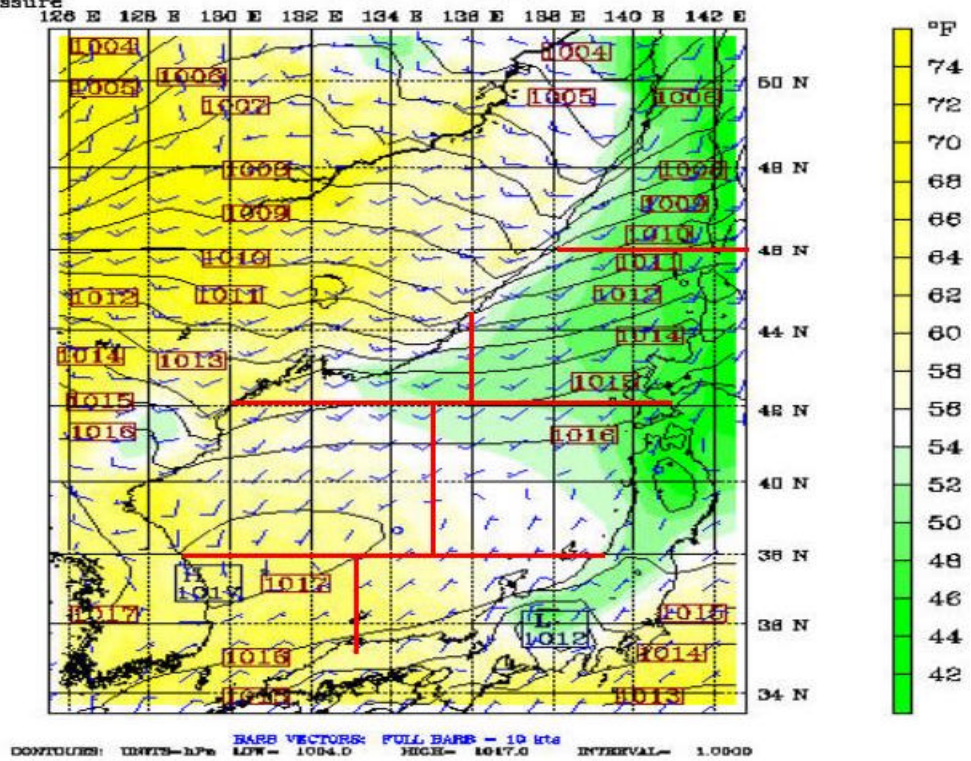 ssure
126 E 128 E 130 E 132 E 134 E 136 E 138 E 140 E 142 E
°F
1004 1004
1006 74
1005 50 N
1007 1005 1006 72
70
1008 1008 48 N 68
1009 1009 66
1010
1010 1011 46 N 64
1012 1011 1012 62
1014 1013 1014 44 N 60
58
1015 1015 42 N 56
1016 1016 54
40 N 52
50
38 N 48
H 1017 1017
1017 L 1012 1015 36 N 46
1016 1014 44
1013 34 N 42
BARB VECTORS: FULL BARB = 10 kts
CONTOURS: UNITS=hPa LOW= 1004.0 HIGH= 1017.0 INTERVAL= 1.0000